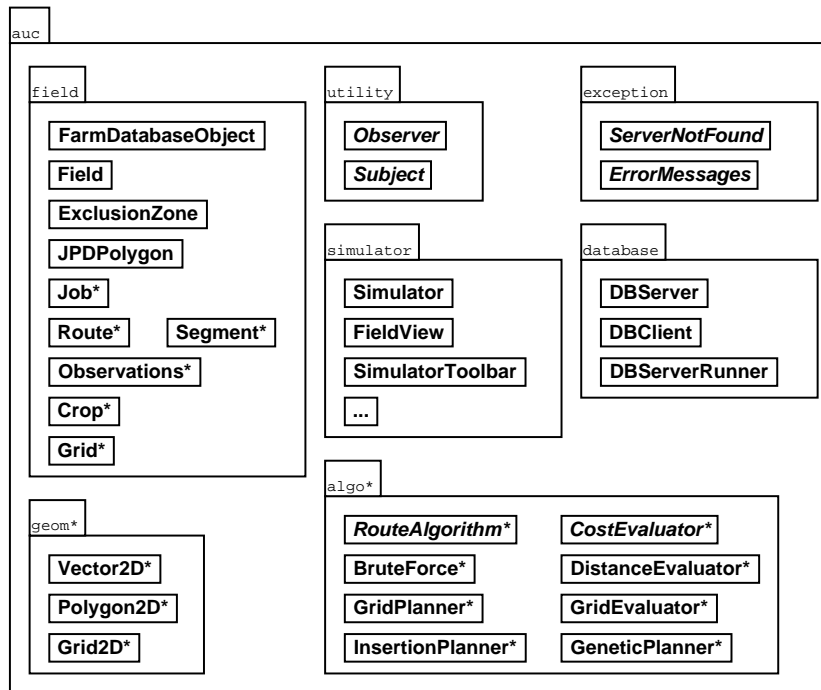 auc
field
FarmDatabaseObject
Field
ExclusionZone
JPDPolygon
Job*
Route* Segment*
Observations*
Crop*
Grid*
utility
Observer
Subject
exception
ServerNotFound
ErrorMessages
simulator
Simulator
FieldView
SimulatorToolbar
...
database
DBServer
DBClient
DBServerRunner
geom*
Vector2D*
Polygon2D*
Grid2D*
algo*
RouteAlgorithm* CostEvaluator*
BruteForce* DistanceEvaluator*
GridPlanner* GridEvaluator*
InsertionPlanner* GeneticPlanner*